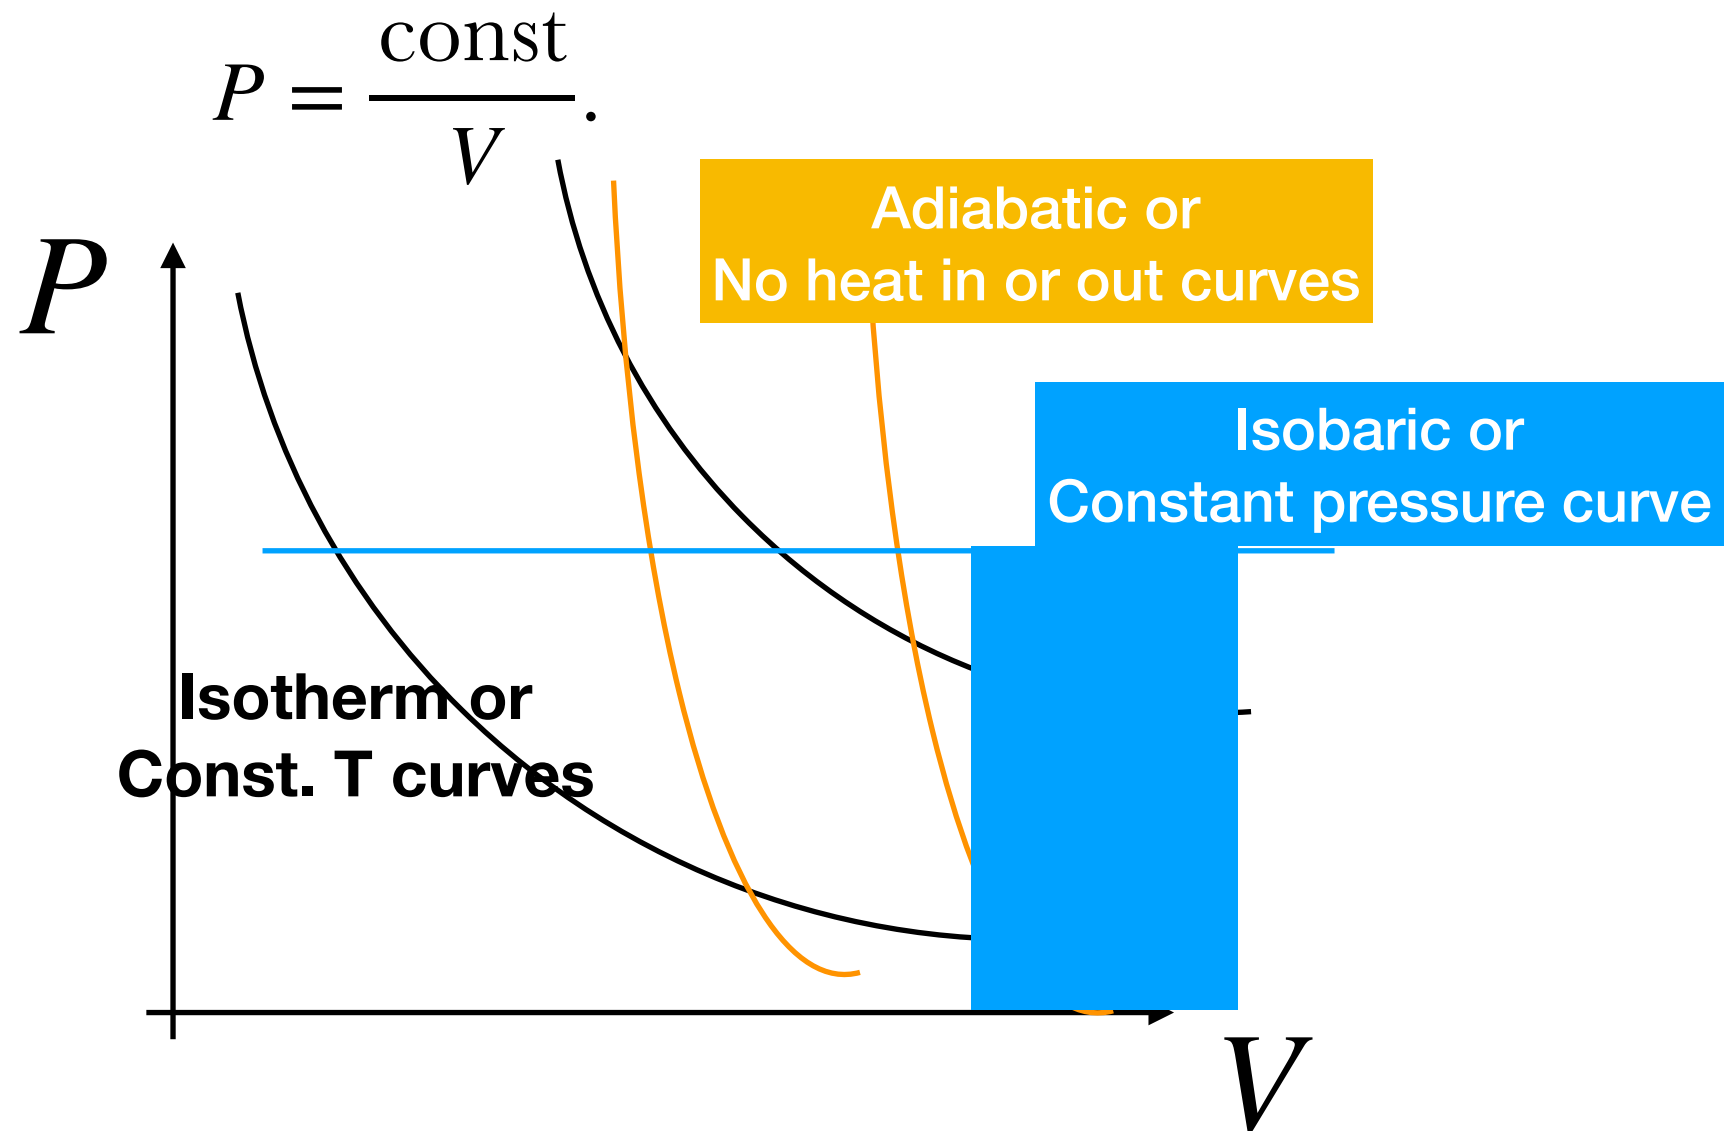 P = const / V .
P
Adiabatic or
No heat in or out curves
Isobaric or
Constant pressure curve
Isotherm or
Const. T curves
V